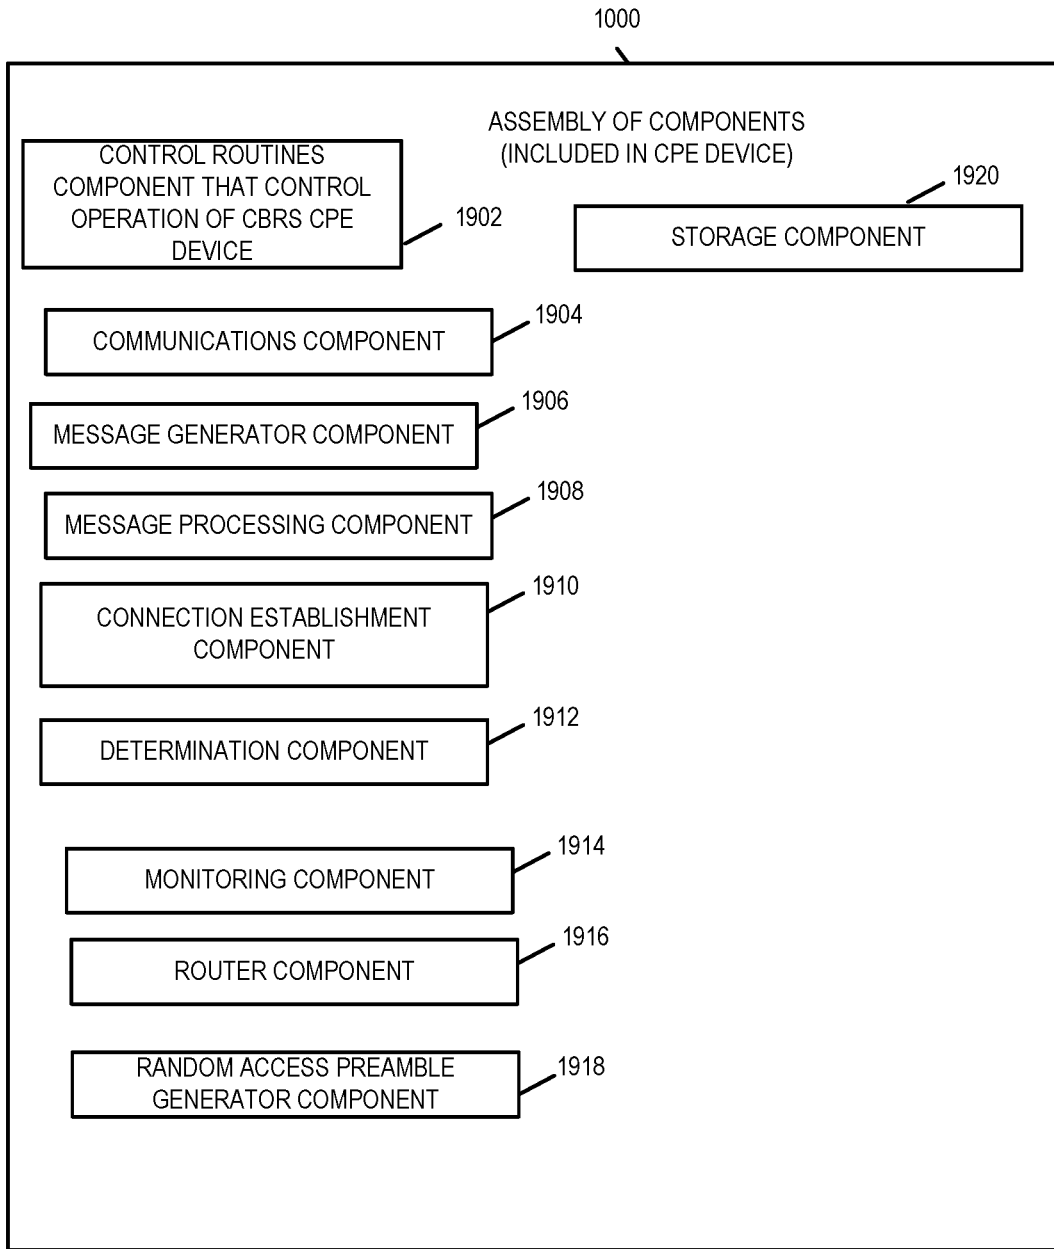 1000
ASSEMBLY OF COMPONENTS
(INCLUDED IN CPE DEVICE)
CONTROL ROUTINES
COMPONENT THAT CONTROL
OPERATION OF CBRS CPE
DEVICE
1902
1920
STORAGE COMPONENT
1904
COMMUNICATIONS COMPONENT
1906
MESSAGE GENERATOR COMPONENT
1908
MESSAGE PROCESSING COMPONENT
1910
CONNECTION ESTABLISHMENT
COMPONENT
1912
DETERMINATION COMPONENT
1914
MONITORING COMPONENT
1916
ROUTER COMPONENT
1918
RANDOM ACCESS PREAMBLE
GENERATOR COMPONENT